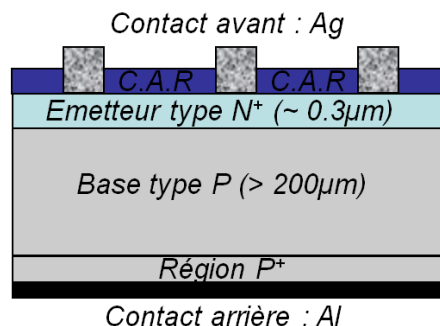 Contact avant : Ag
C.A.R C.A.R
Emetteur type N+ (~ 0.3µm)
Base type P (> 200µm)
Région P+
Contact arrière : Al